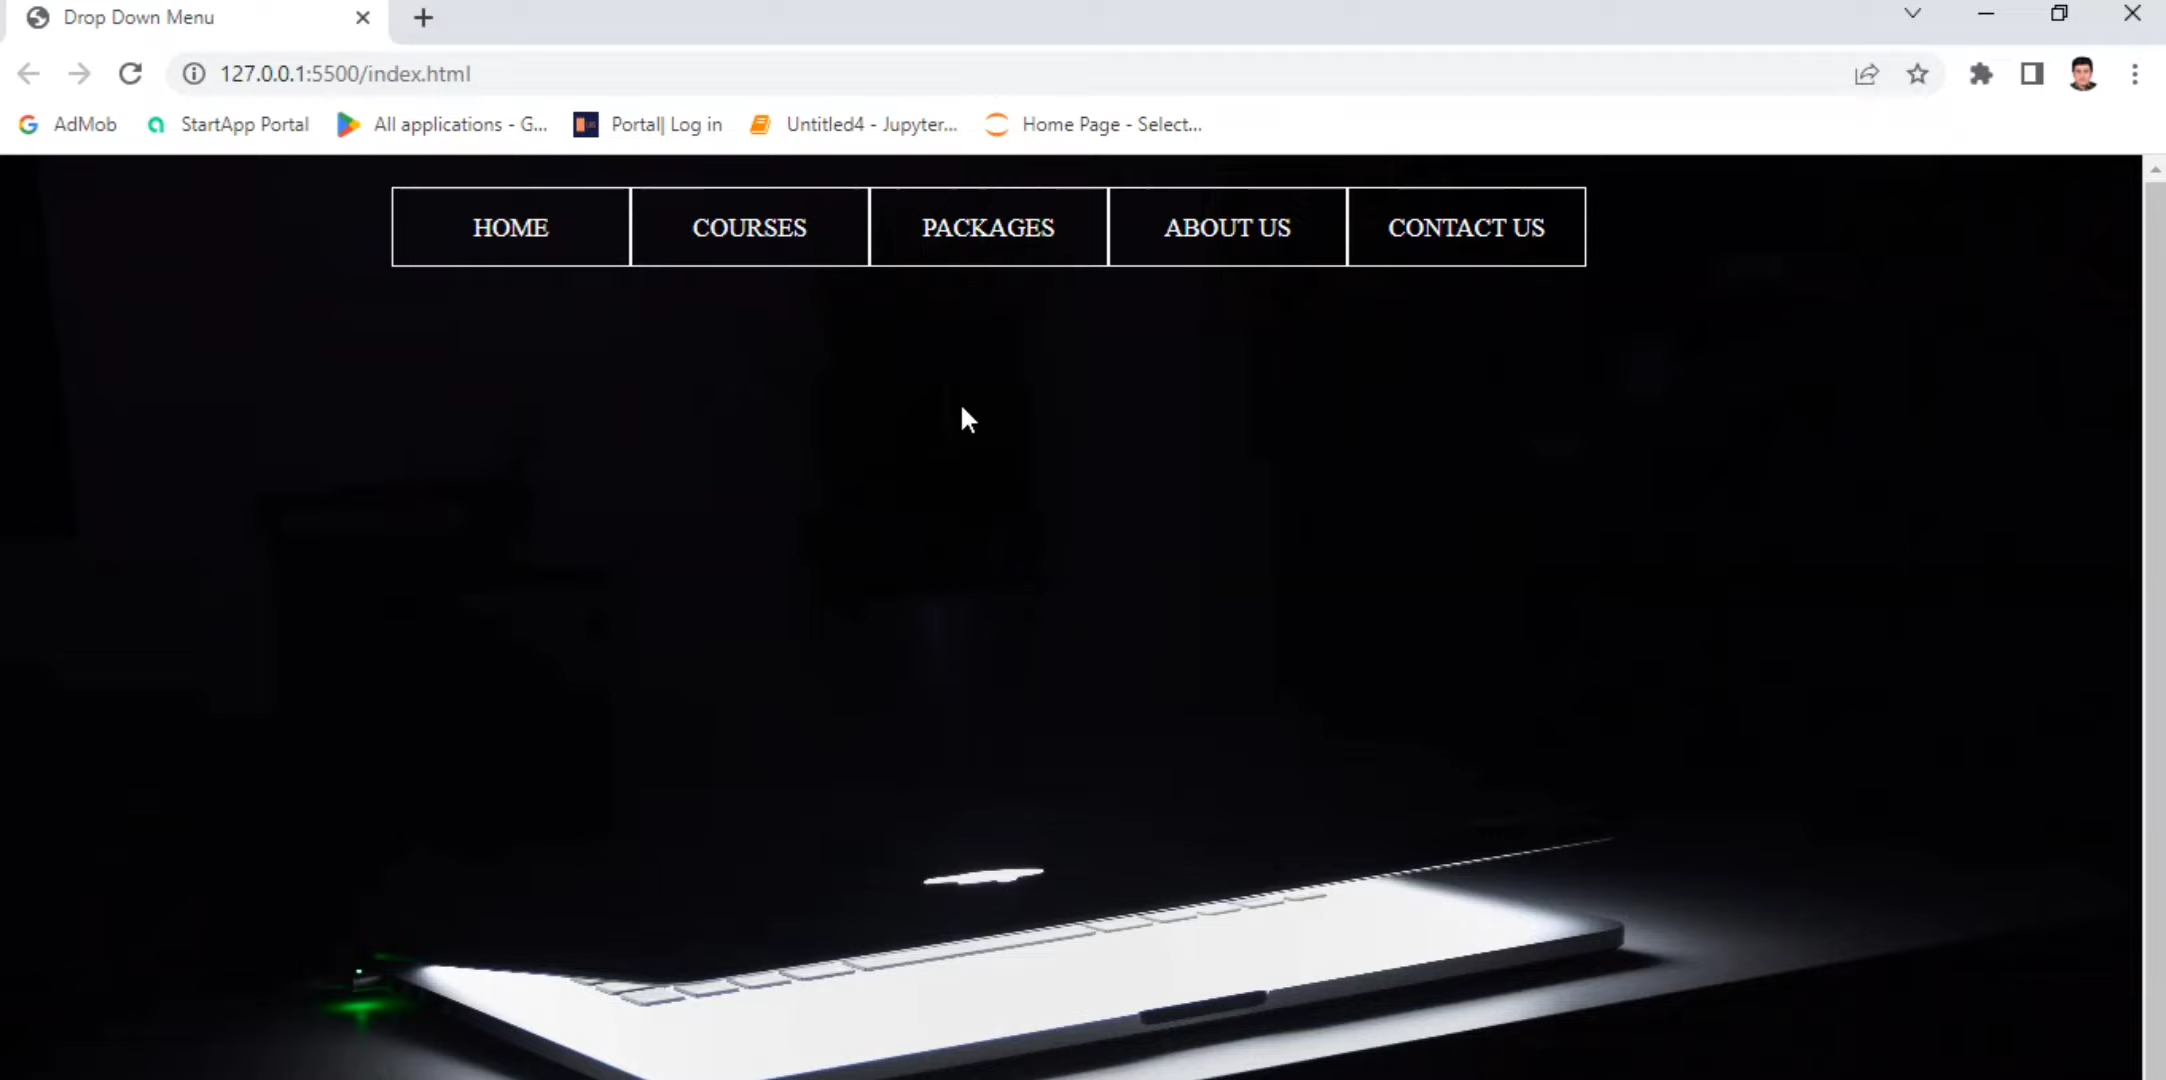 Drop Down Menu
127.0.0.1:5500/index.html
AdMob StartApp Portal All applications - G... Portal| Log in Untitled4 - Jupyter... Home Page - Select...
HOME COURSES PACKAGES ABOUT US CONTACT US